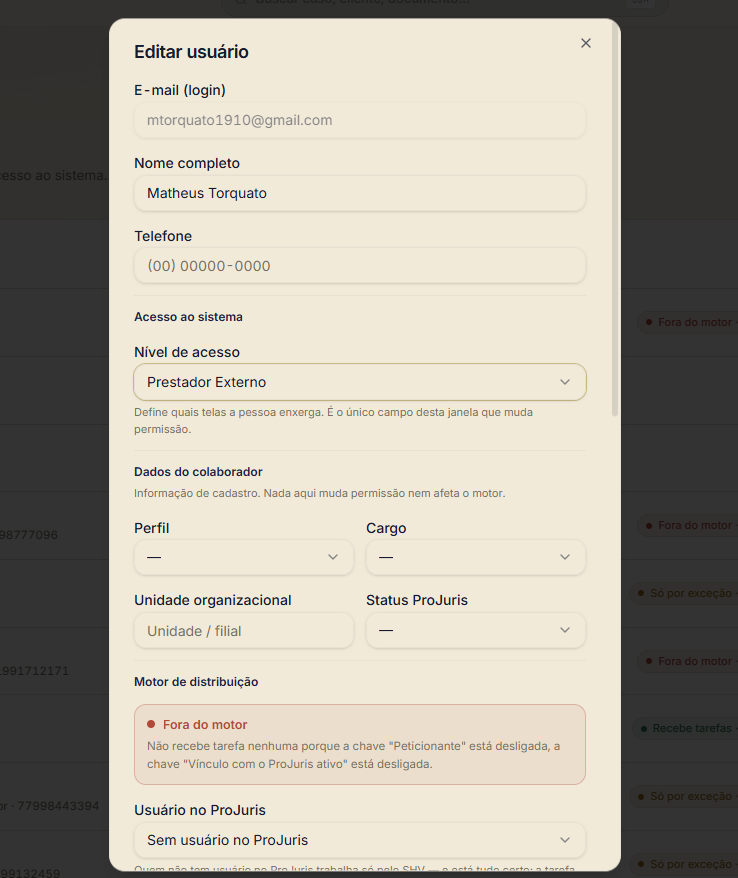 Editar usuário
E-mail (login)
mtorquato1910@gmail.com
esso ao sistema.
Nome completo
Matheus Torquato
Telefone
(00) 00000-0000
Acesso ao sistema
Fora do motor
Nível de acesso
Prestador Externo
Define quais telas a pessoa enxerga. É o único campo desta janela que muda
permissão.
Dados do colaborador
Informação de cadastro. Nada aqui muda permissão nem afeta o motor.
Perfil
Cargo
Fora do motor
98777096
—
—
Só por exceção
Unidade organizacional
Status ProJuris
Unidade / filial
—
Fora do motor
991712171
Motor de distribuição
Fora do motor
Recebe tarefas
Não recebe tarefa nenhuma porque a chave "Peticionante" está desligada, a
chave "Vínculo com o ProJuris ativo" está desligada.
Só por exceção
or · 77998443394
Usuário no ProJuris
Sem usuário no ProJuris
Só por exceção
Quem não tem usuário no ProJuris trabalha só pelo SHV — e está tudo certo: a tarefa
99132459